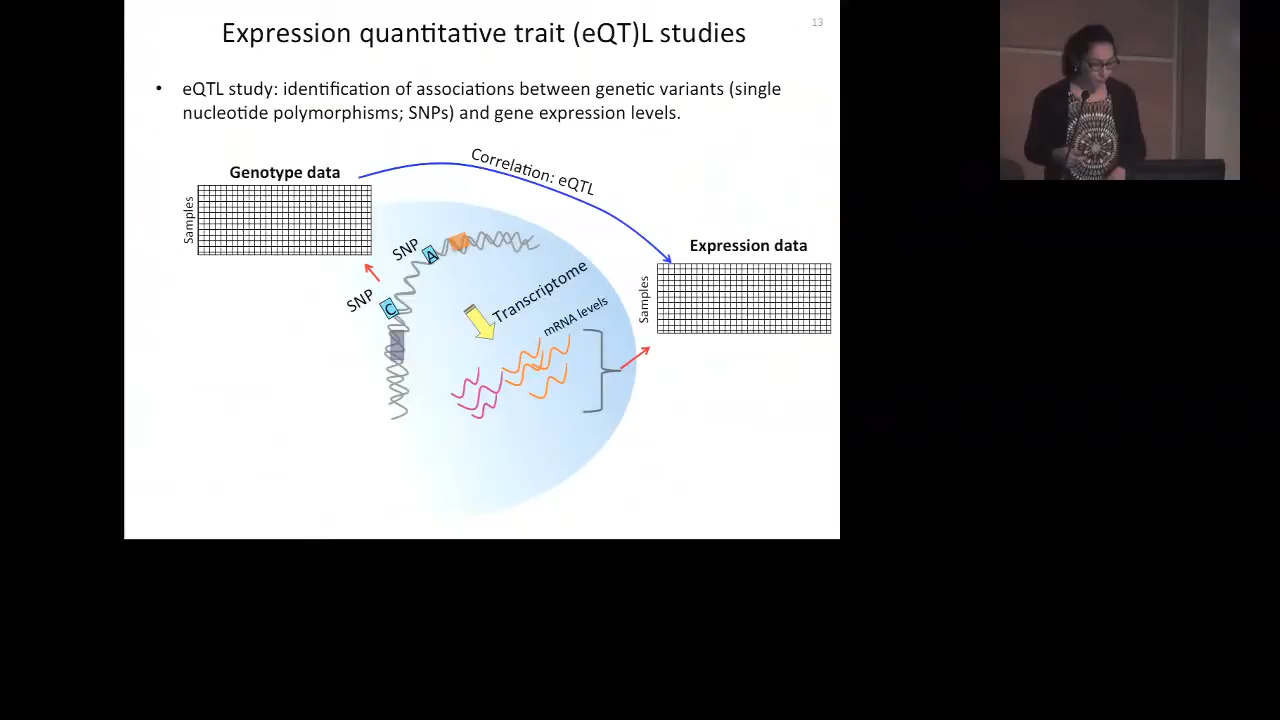 Expression quantitative trait (eQT)L studies
13
• eQTL study: identification of associations between genetic variants (single
nucleotide polymorphisms; SNPs) and gene expression levels.
Correlation: eQTL
Genotype data
Samples
Expression data
Samples
SNP
A
SNP
C
Transcriptome
mRNA levels